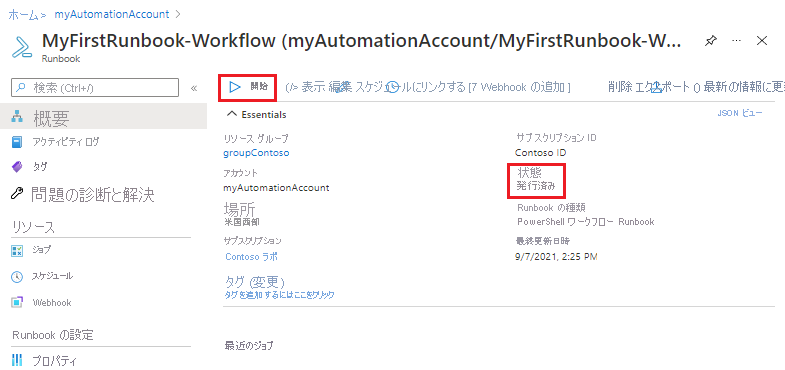 ホーム> myAutomationAccount >
MyFirstRunbook-Workflow (myAutomationAccount/MyFirstRunbook-W...
Runbook
検索 (Ctrl+/)
«
開始
(/> 表示 編集 スケジュールにリンクする [7 Webhook の追加 ]
削除 エクスポート () 最新の情報に更
概要
アクティビティ ログ
タグ
問題の診断と解決
リソース
ジョブ
スケジュール
Webhook
Runbook の設定
プロパティ
Essentials
JSON ビュー
リソース グループ
groupContoso
アカウント
myAutomationAccount
場所
米国西部
サブスクリプション
Contoso ラボ
タグ (変更)
タグを追加するにはここをクリック
サブスクリプション ID
Contoso ID
状態
発行済み
Runbook の種類
PowerShell ワークフロー Runbook
最終更新日時
9/7/2021, 2:25 PM
最近のジョブ